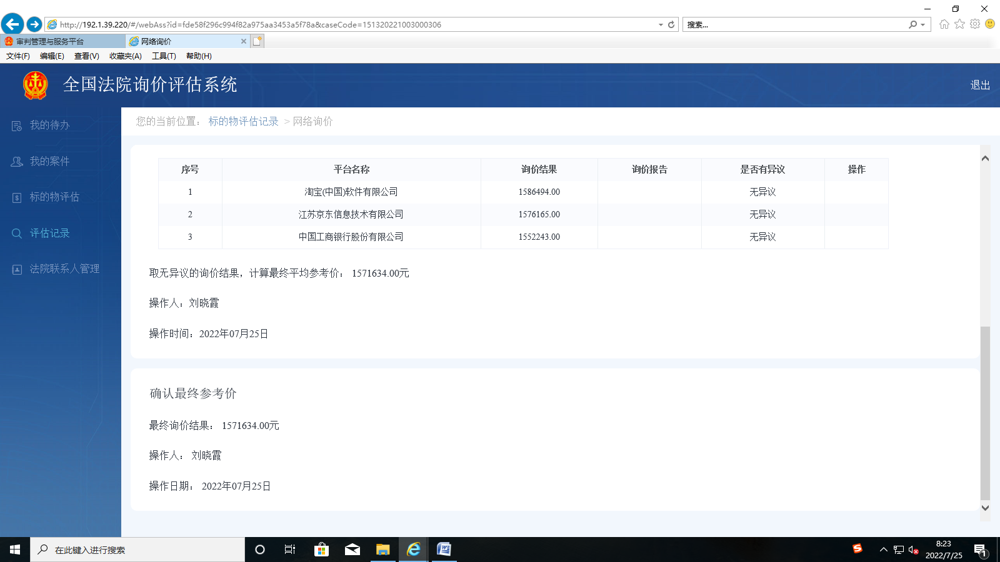 http://192.1.39.220/#/webAss?id=fde58f296c994f82a975aa3453a5f78a&caseCode=151320221003000306
搜索...
审判管理与服务平台
网络询价
文件(F) 编辑(E) 查看(V) 收藏夹(A) 工具(T) 帮助(H)
全国法院询价评估系统
退出
我的待办
我的案件
标的物评估
评估记录
法院联系人管理
您的当前位置： 标的物评估记录 > 网络询价
序号 平台名称 询价结果 询价报告 是否有异议 操作
1 淘宝(中国)软件有限公司 1586494.00 无异议
2 江苏京东信息技术有限公司 1576165.00 无异议
3 中国工商银行股份有限公司 1552243.00 无异议
取无异议的询价结果，计算最终平均参考价： 1571634.00元
操作人：刘晓霞
操作时间：2022年07月25日
确认最终参考价
最终询价结果： 1571634.00元
操作人： 刘晓霞
操作日期： 2022年07月25日
在此键入进行搜索
8:23
2022/7/25
1